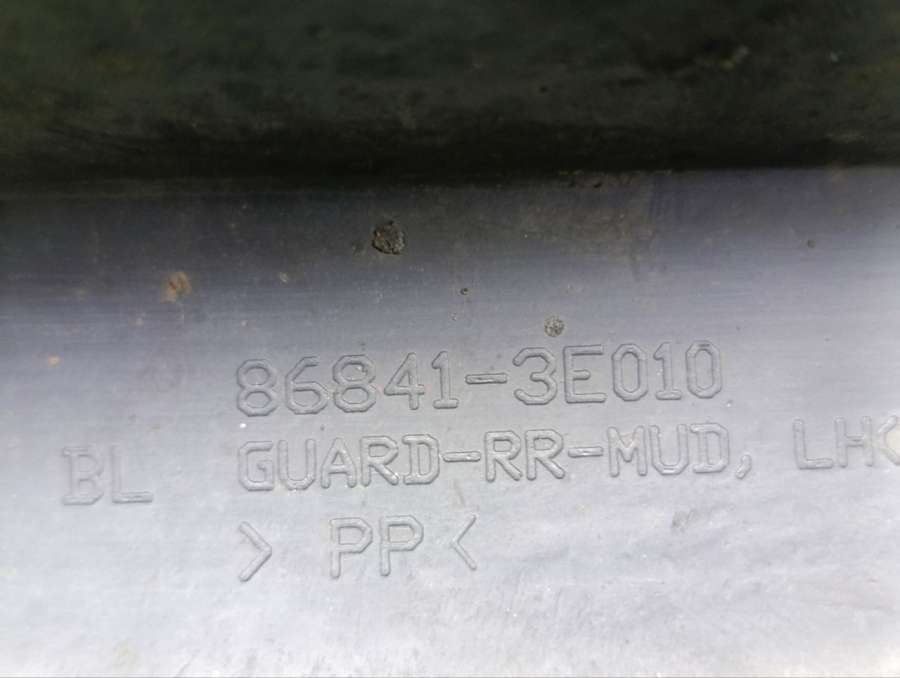 86841-3E010
BL GUARD-RR-MUD, LH
> PP <